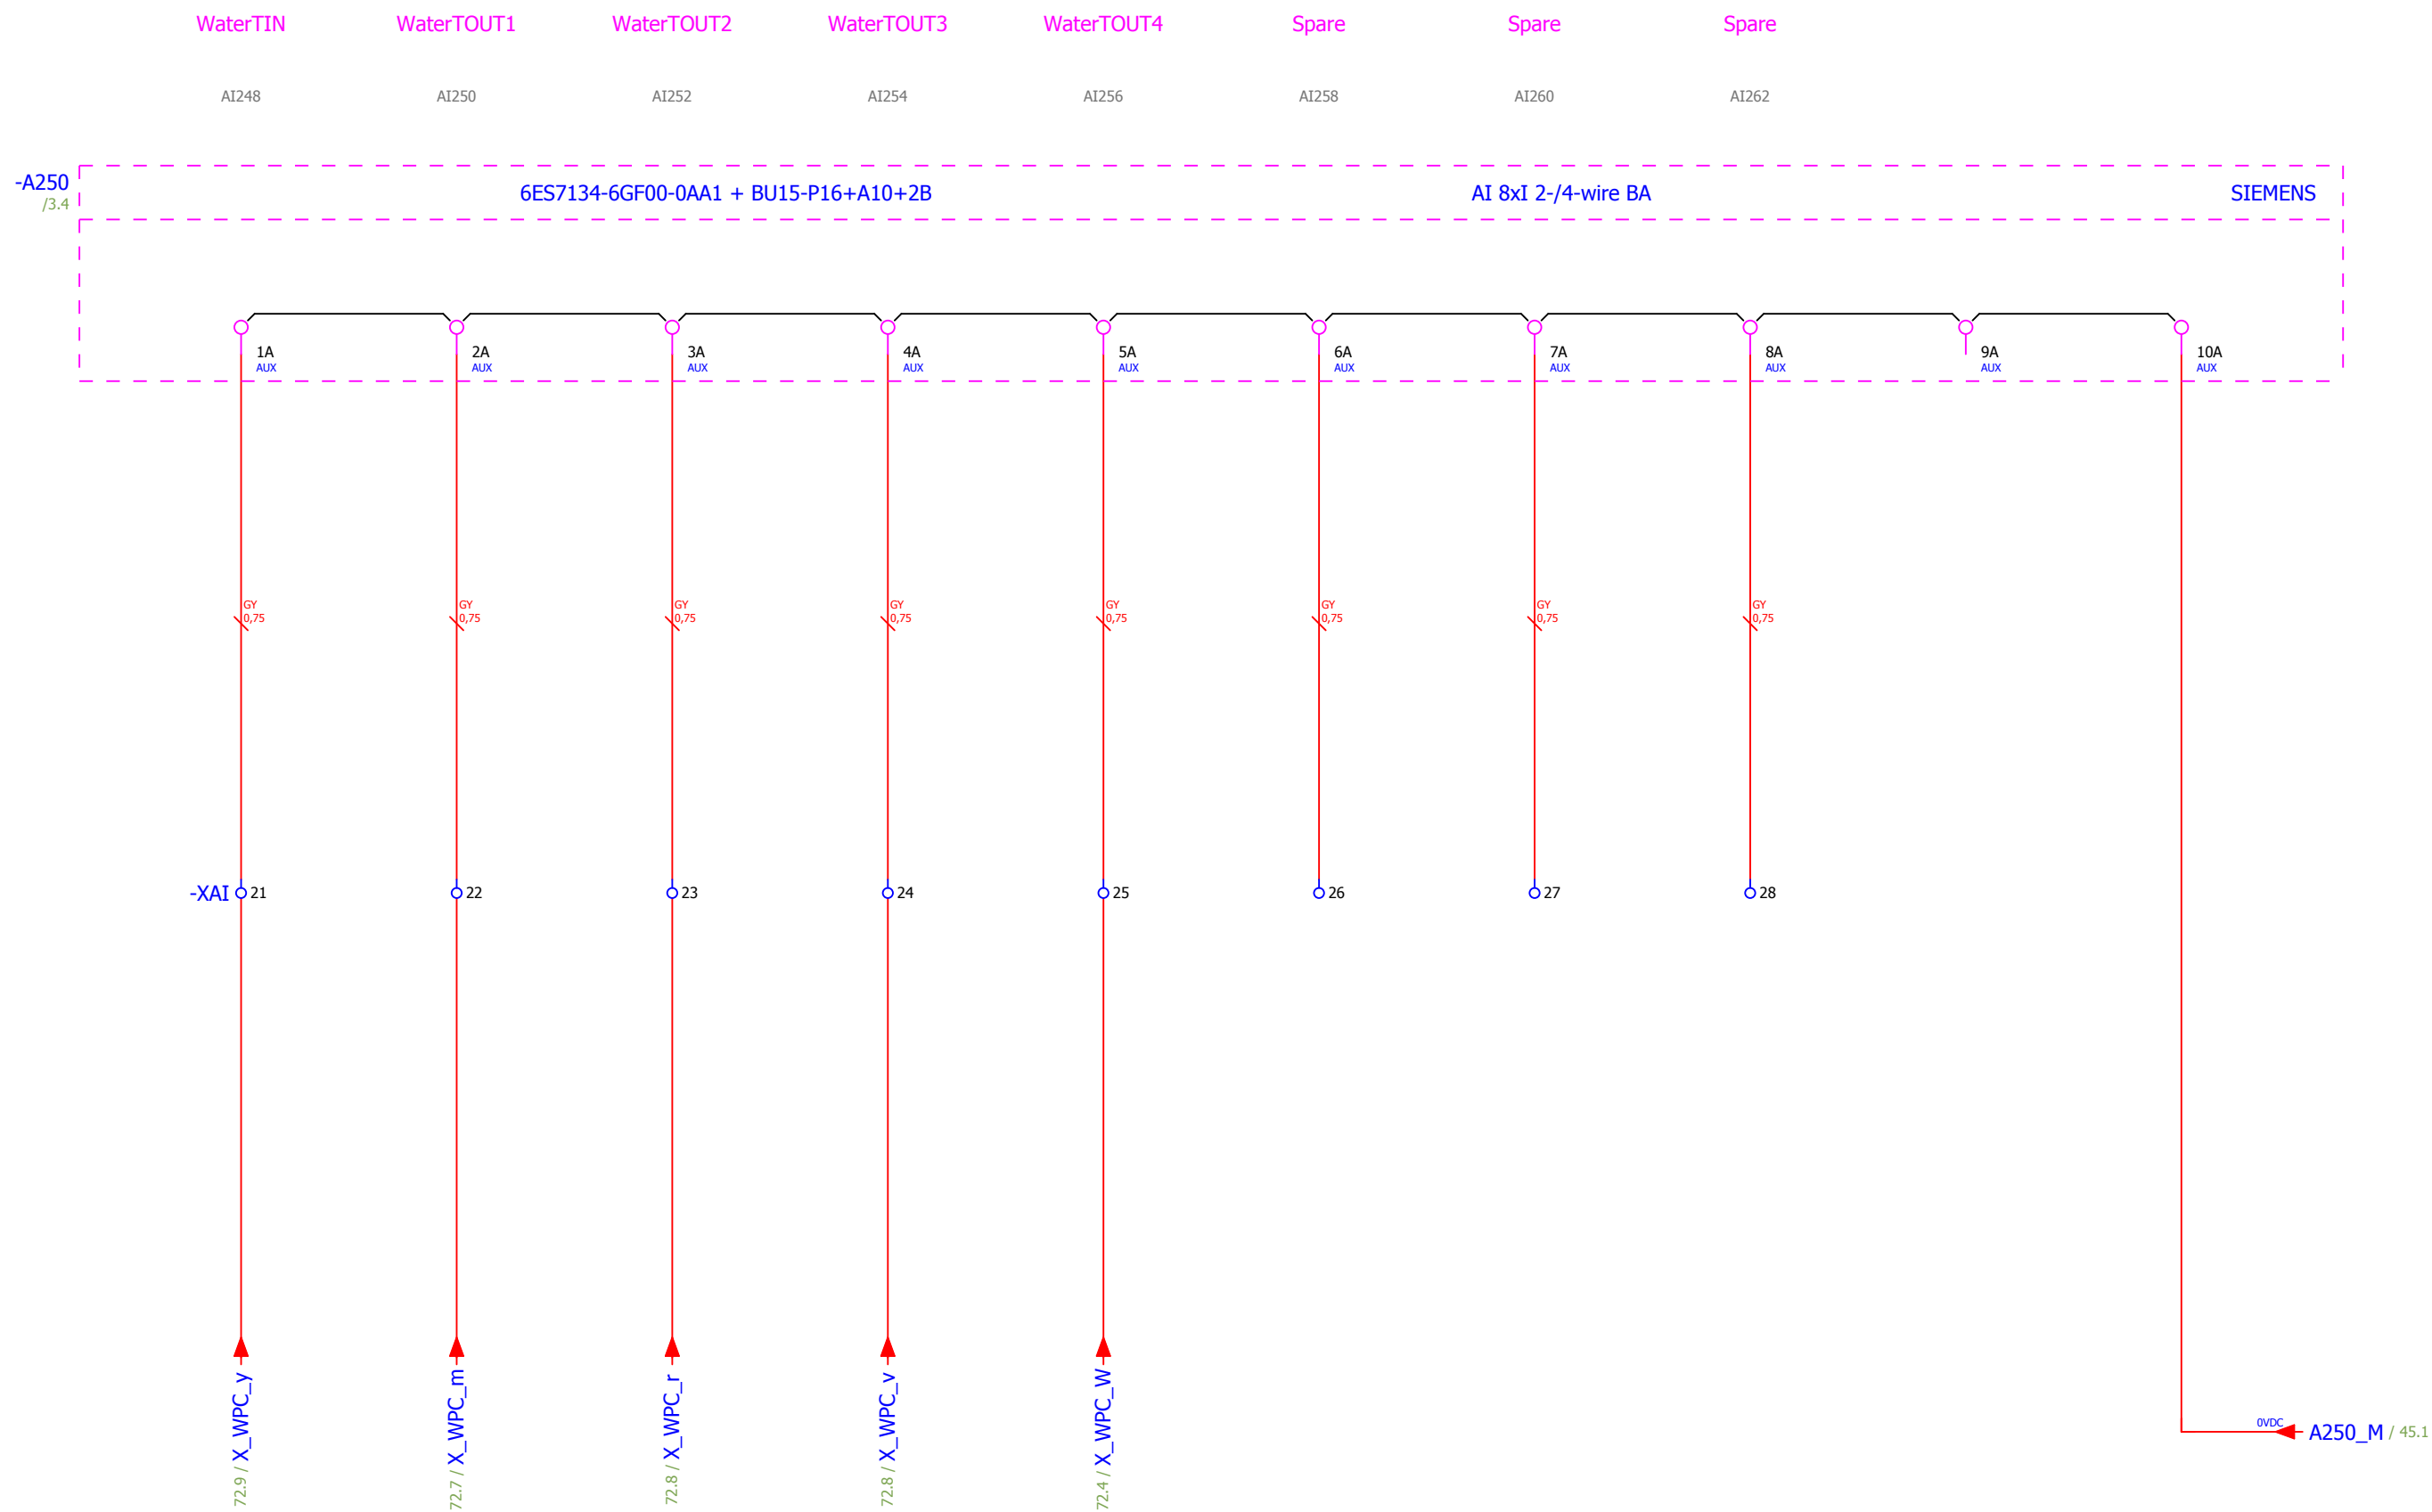 WaterTIN WaterTOUT1 WaterTOUT2 WaterTOUT3 WaterTOUT4 Spare Spare Spare
AI248 AI250 AI252 AI254 AI256 AI258 AI260 AI262
-A250 6ES7134-6GF00-0AA1 + BU15-P16+A10+2B AI 8xI 2-/4-wire BA SIEMENS
/3.4
1A 2A 3A 4A 5A 6A 7A 8A 9A 10A
AUX AUX AUX AUX AUX AUX AUX AUX AUX AUX
GY GY GY GY GY GY GY GY
0,75 0,75 0,75 0,75 0,75 0,75 0,75 0,75
-XAI 21 22 23 24 25 26 27 28
72.9 / X_WPC_y
72.7 / X_WPC_m
72.8 / X_WPC_r
72.8 / X_WPC_v
72.4 / X_WPC_W
0VDC
A250_M / 45.1